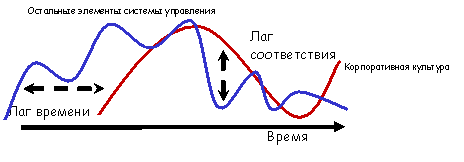 Остальные элементы системы управления
Лаг
соответствия
Корпоративная культура
Лаг времени
Время